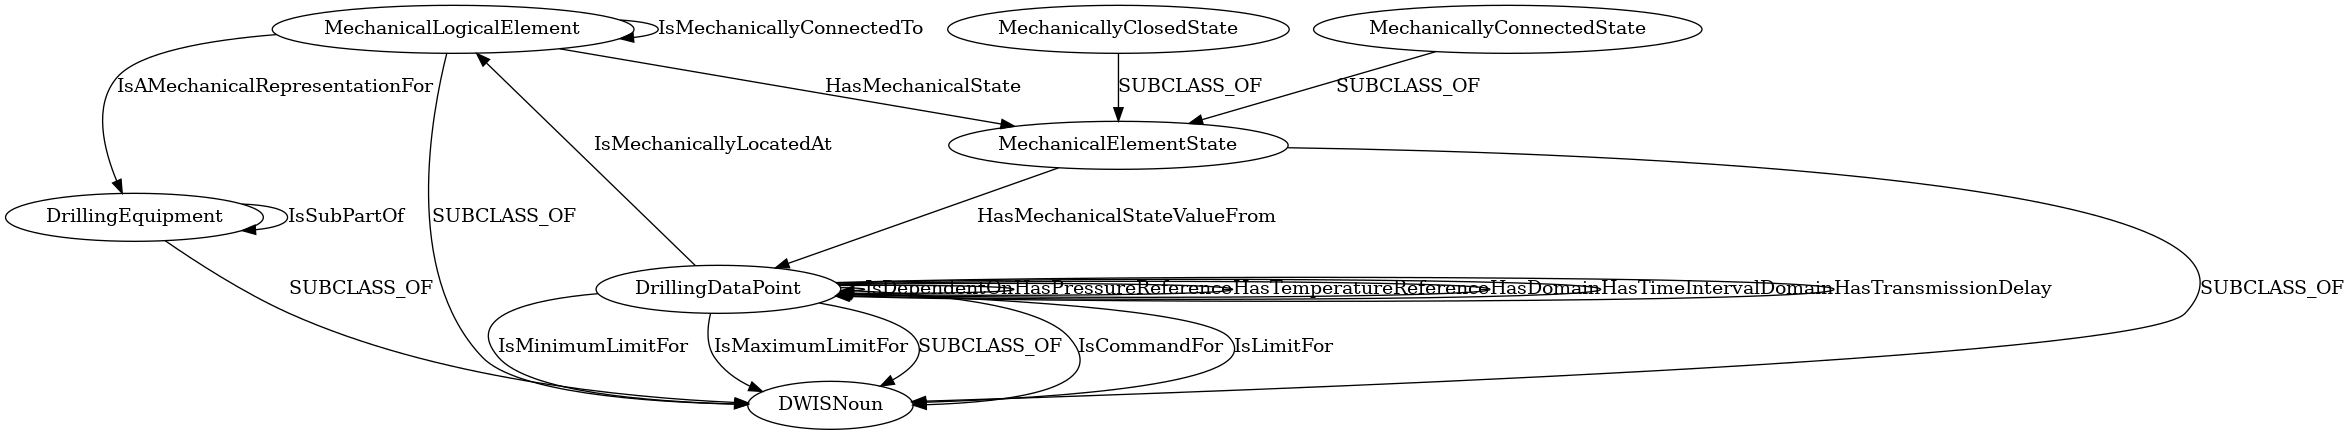 MechanicalLogicalElement
IsMechanicallyConnectedTo
MechanicallyClosedState
MechanicallyConnectedState
IsAMechanicalRepresentationFor
HasMechanicalState
SUBCLASS_OF
SUBCLASS_OF
IsMechanicallyLocatedAt
MechanicalElementState
DrillingEquipment
IsSubPartOf
SUBCLASS_OF
HasMechanicalStateValueFrom
SUBCLASS_OF
DrillingDataPoint
IsDependentOn
HasPressureReference
HasTemperatureReference
HasDomain
HasTimeIntervalDomain
HasTransmissionDelay
SUBCLASS_OF
IsMinimumLimitFor
IsMaximumLimitFor
SUBCLASS_OF
IsCommandFor
IsLimitFor
DWISNoun